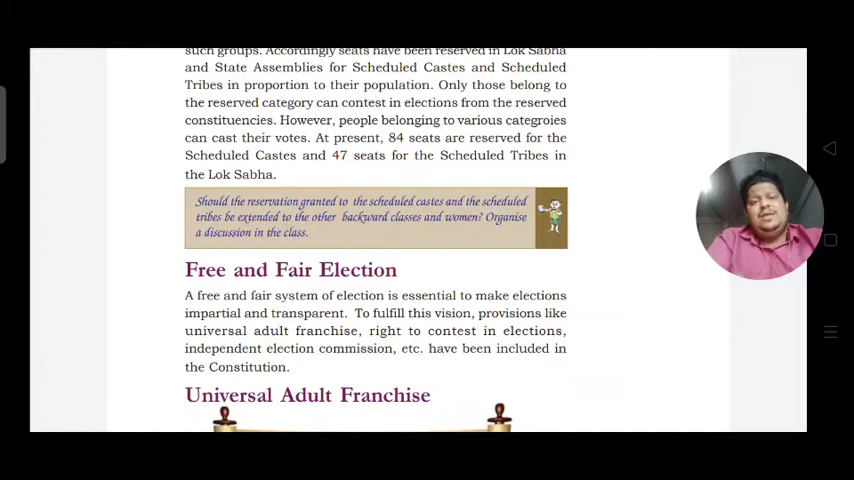 such groups. Accordingly seats have been reserved in Lok Sabha
and State Assemblies for Scheduled Castes and Scheduled
Tribes in proportion to their population. Only those belong to
the reserved category can contest in elections from the reserved
constituencies. However, people belonging to various categroies
can cast their votes. At present, 84 seats are reserved for the
Scheduled Castes and 47 seats for the Scheduled Tribes in
the Lok Sabha.
Should the reservation granted to the scheduled castes and the scheduled
tribes be extended to the other backward classes and women? Organise
a discussion in the class.
Free and Fair Election
A free and fair system of election is essential to make elections
impartial and transparent. To fulfill this vision, provisions like
universal adult franchise, right to contest in elections,
independent election commission, etc. have been included in
the Constitution.
Universal Adult Franchise